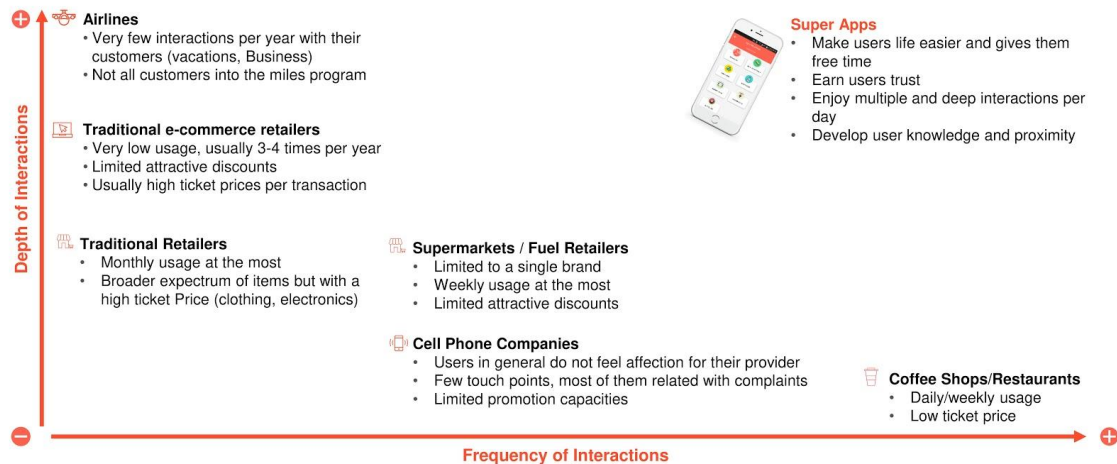 Airlines
• Very few interactions per year with their
customers (vacations, Business)
• Not all customers into the miles program
Super Apps
• Make users life easier and gives them
free time
• Earn users trust
• Enjoy multiple and deep interactions per
day
• Develop user knowledge and proximity
Depth of Interactions
Traditional e-commerce retailers
• Very low usage, usually 3-4 times per year
• Limited attractive discounts
• Usually high ticket prices per transaction
Traditional Retailers
• Monthly usage at the most
• Broader expectrum of items but with a
high ticket Price (clothing, electronics)
Supermarkets / Fuel Retailers
• Limited to a single brand
• Weekly usage at the most
• Limited attractive discounts
Cell Phone Companies
• Users in general do not feel affection for their provider
• Few touch points, most of them related with complaints
• Limited promotion capacities
Coffee Shops/Restaurants
• Daily/weekly usage
• Low ticket price
Frequency of Interactions